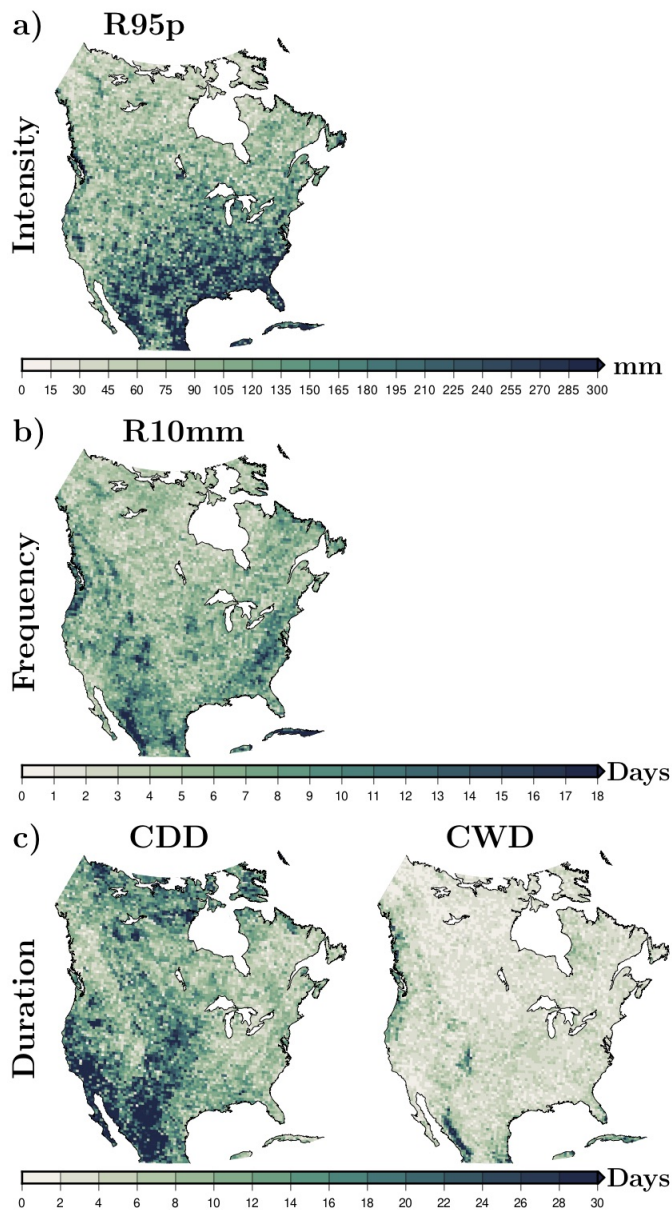 a) R95p
Intensity
mm
0 15 30 45 60 75 90 105 120 135 150 165 180 195 210 225 240 255 270 285 300
b) R10mm
Frequency
Days
0 1 2 3 4 5 6 7 8 9 10 11 12 13 14 15 16 17 18
c) CDD CWD
Duration
Days
0 2 4 6 8 10 12 14 16 18 20 22 24 26 28 30